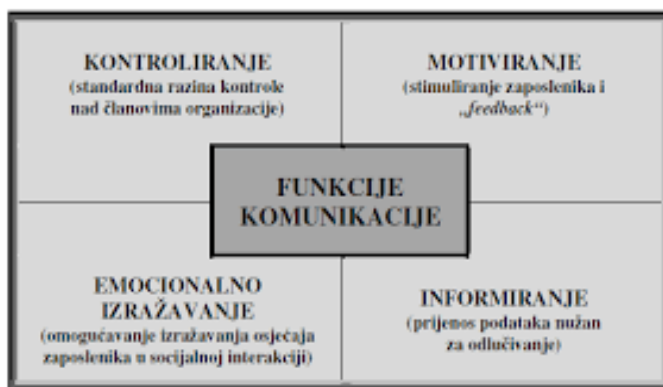 KONTROLIRANJE
(standardna razina kontrole
nad članovima organizacije)
MOTIVIRANJE
(stimuliranje zaposlenika i
„feedback“)
FUNKCIJE
KOMUNIKACIJE
EMOCIONALNO
IZRAŽAVANJE
(omogućavanje izražavanja osjećaja
zaposlenika u socijalnoj interakciji)
INFORMIRANJE
(prijenos podataka nužan
za odlučivanje)